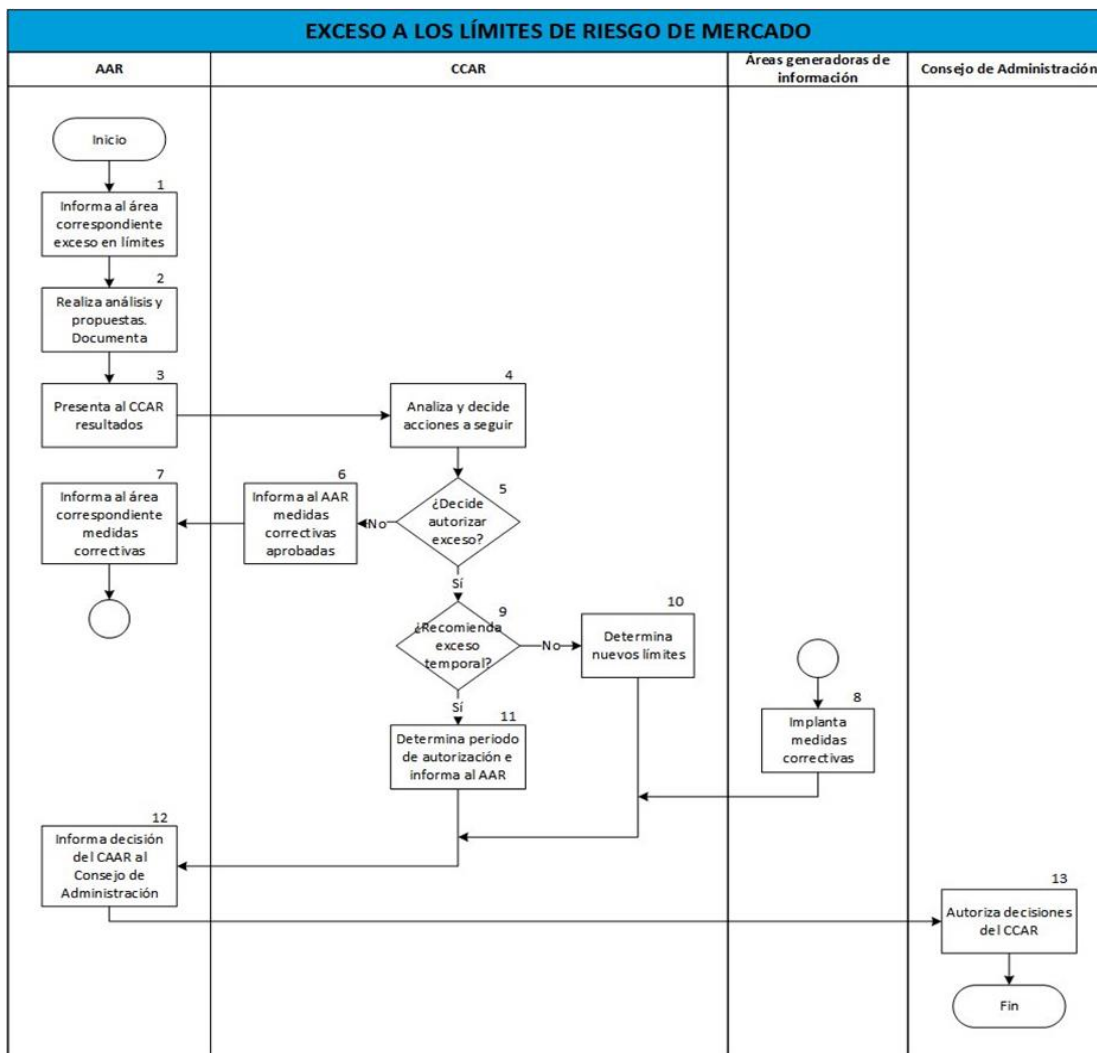 EXCESO A LOS LÍMITES DE RIESGO DE MERCADO
AAR
CCAR
Áreas generadoras de
información
Consejo de Administración
Inicio
1
Informa al área
correspondiente
exceso en límites
2
Realiza análisis y
propuestas.
Documenta
3
Presenta al CCAR
resultados
4
Analiza y decide
acciones a seguir
5
¿Decide
autorizar
exceso?
No
Sí
6
Informa al AAR
medidas
correctivas
aprobadas
7
Informa al área
correspondiente
medidas
correctivas
9
¿Recomienda
exceso
temporal?
No
Sí
10
Determina
nuevos límites
8
Implanta
medidas
correctivas
11
Determina periodo
de autorización e
informa al AAR
12
Informa decisión
del CAAR al
Consejo de
Administración
13
Autoriza decisiones
del CCAR
Fin